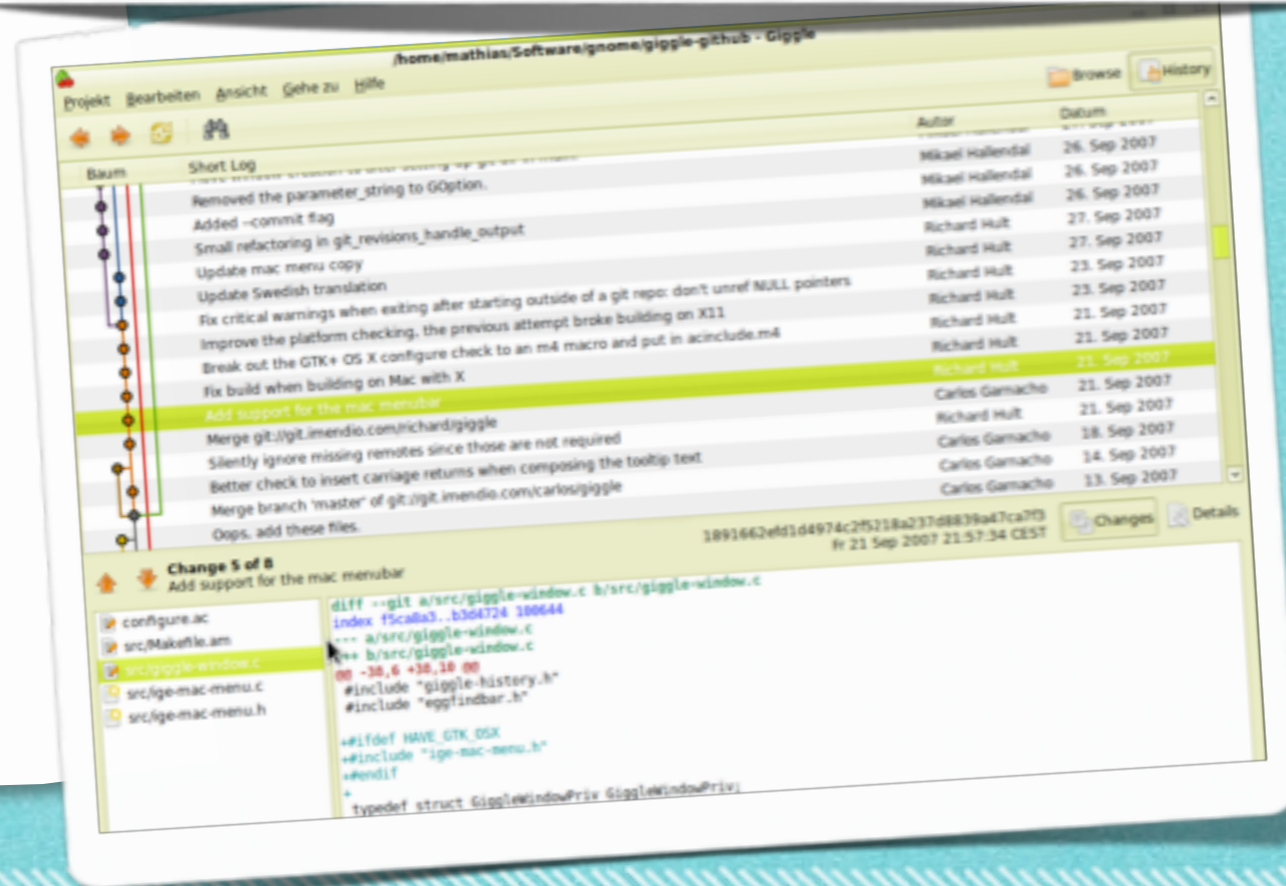 /home/mathias/Software/gnome/giggle-github - Giggle
Projekt Bearbeiten Ansicht Gehe zu Hilfe
Browse History
Baum Short Log Autor Datum
Removed the parameter_string to GOption. Mikael Hallendal 26. Sep 2007
Added --commit flag Mikael Hallendal 26. Sep 2007
Small refactoring in git_revisions_handle_output Mikael Hallendal 26. Sep 2007
Update mac menu copy Richard Hult 27. Sep 2007
Update Swedish translation Richard Hult 27. Sep 2007
Fix critical warnings when exiting after starting outside of a git repo: don't unref NULL pointers Richard Hult 23. Sep 2007
Improve the platform checking, the previous attempt broke building on X11 Richard Hult 23. Sep 2007
Break out the GTK+ OS X configure check to an m4 macro and put in acinclude.m4 Richard Hult 21. Sep 2007
Fix build when building on Mac with X Richard Hult 21. Sep 2007
Add support for the mac menubar Richard Hult 21. Sep 2007
Merge git://git.imendio.com/richard/giggle Carlos Garnacho 21. Sep 2007
Silently ignore missing remotes since those are not required Richard Hult 21. Sep 2007
Better check to insert carriage returns when composing the tooltip text Carlos Garnacho 18. Sep 2007
Merge branch 'master' of git://git.imendio.com/carlos/giggle Carlos Garnacho 14. Sep 2007
Oops, add these files. Carlos Garnacho 13. Sep 2007
Change 5 of 8
Add support for the mac menubar
1891662efd1d4974c2f5218a237d8839a47ca7f3
Fr 21 Sep 2007 21:57:34 CEST
Changes Details
configure.ac
src/Makefile.am
src/giggle-window.c
src/ige-mac-menu.c
src/ige-mac-menu.h
diff --git a/src/giggle-window.c b/src/giggle-window.c
index f5ca8a3..b3d4724 100644
--- a/src/giggle-window.c
+++ b/src/giggle-window.c
@@ -38,6 +38,10 @@
#include "giggle-history.h"
#include "eggfindbar.h"
+#ifdef HAVE_GTK_OSX
+#include "ige-mac-menu.h"
+#endif
+
typedef struct GiggleWindowPriv GiggleWindowPriv;